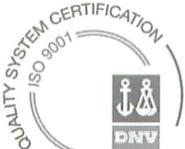 QUALITY SYSTEM CERTIFICATION
ISO 9001
DNV